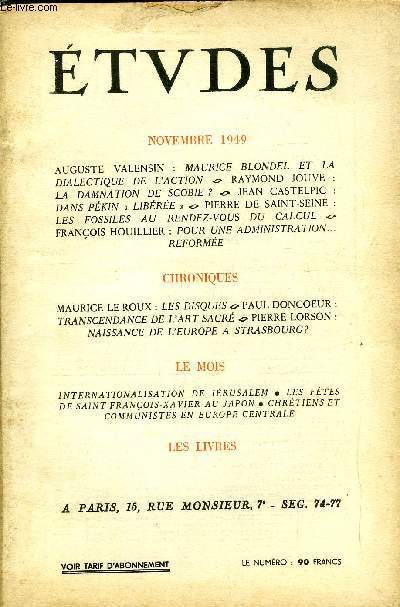 Le-livre.com
ÉTVDES
NOVEMBRE 1949
AUGUSTE VALENSIN : MAURICE BLONDEL ET LA
DIALECTIQUE DE L'ACTION RAYMOND JOUVE :
LA DAMNATION DE SCOBIE ? JEAN CASTELPIC :
DANS PÉKIN « LIBÉRÉE » PIERRE DE SAINT-SEINE :
LES FOSSILES AU RENDEZ-VOUS DU CALCUL
FRANÇOIS HOUILLIER : POUR UNE ADMINISTRATION...
REFORMÉE
CHRONIQUES
MAURICE LE ROUX : LES DISQUES PAUL DONCOEUR :
TRANSCENDANCE DE L'ART SACRÉ PIERRE LORSON :
NAISSANCE DE L'EUROPE A STRASBOURG?
LE MOIS
INTERNATIONALISATION DE JÉRUSALEM • LES FÊTES
DE SAINT FRANÇOIS-XAVIER AU JAPON • CHRÉTIENS ET
COMMUNISTES EN EUROPE CENTRALE
LES LIVRES
A PARIS, 15, RUE MONSIEUR, 7e - SEG. 74-77
VOIR TARIF D'ABONNEMENT LE NUMÉRO : 90 FRANCS